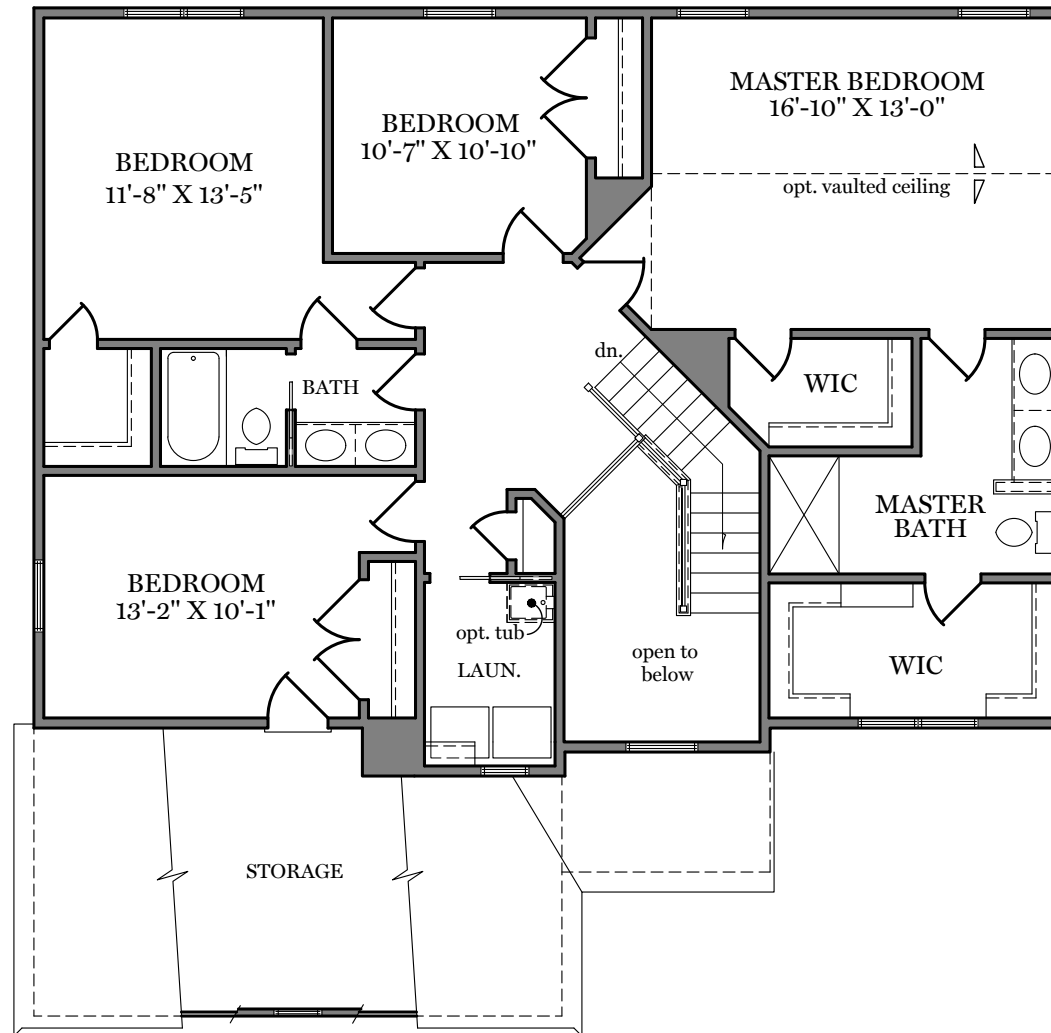 MASTER BEDROOM
16'-10" X 13'-0"
opt. vaulted ceiling
BEDROOM
10'-7" X 10'-10"
BEDROOM
11'-8" X 13'-5"
dn.
BATH
WIC
MASTER
BATH
BEDROOM
13'-2" X 10'-1"
opt. tub
LAUN.
open to
below
WIC
STORAGE